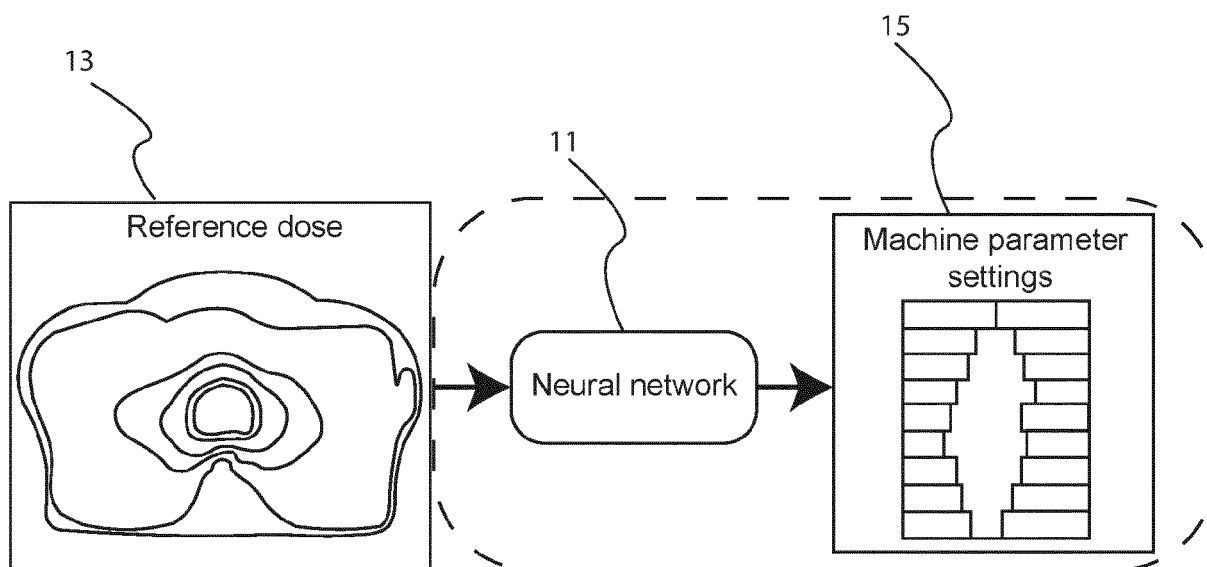 13
15
11
Reference dose
Machine parameter
settings
Neural network